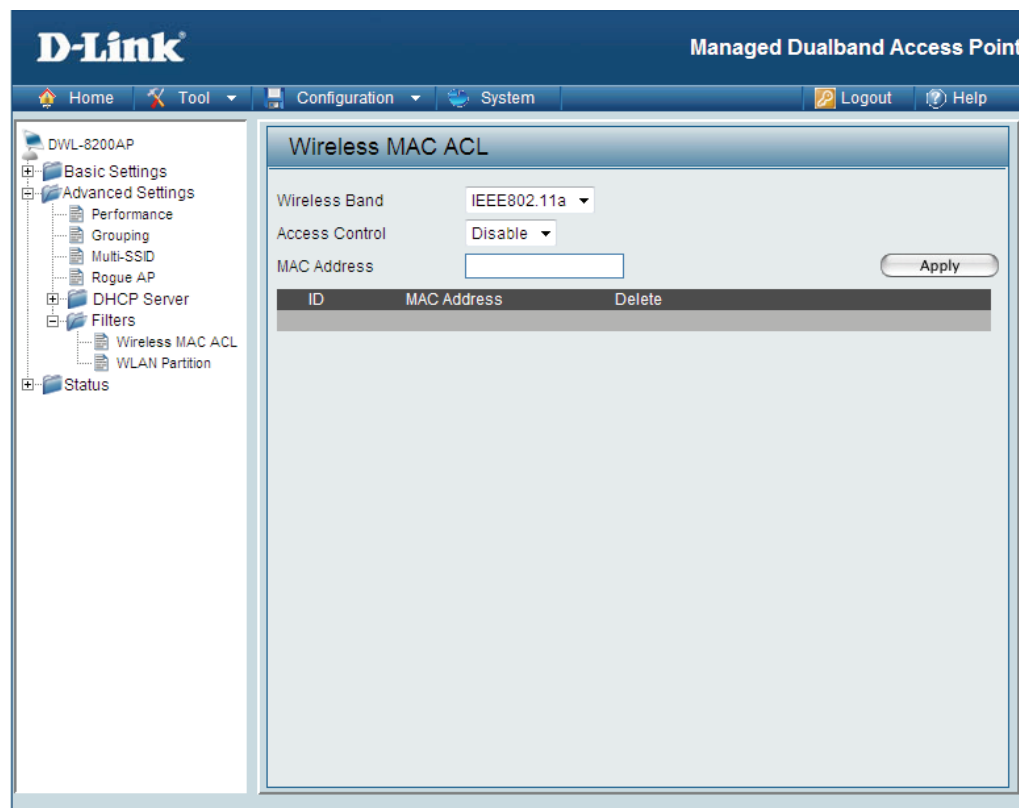 D-Link
Managed Dualband Access Point
Home Tool Configuration System Logout Help
DWL-8200AP
Basic Settings
Advanced Settings
Performance
Grouping
Multi-SSID
Rogue AP
DHCP Server
Filters
Wireless MAC ACL
WLAN Partition
Status
Wireless MAC ACL
Wireless Band IEEE802.11a
Access Control Disable
MAC Address Apply
ID MAC Address Delete